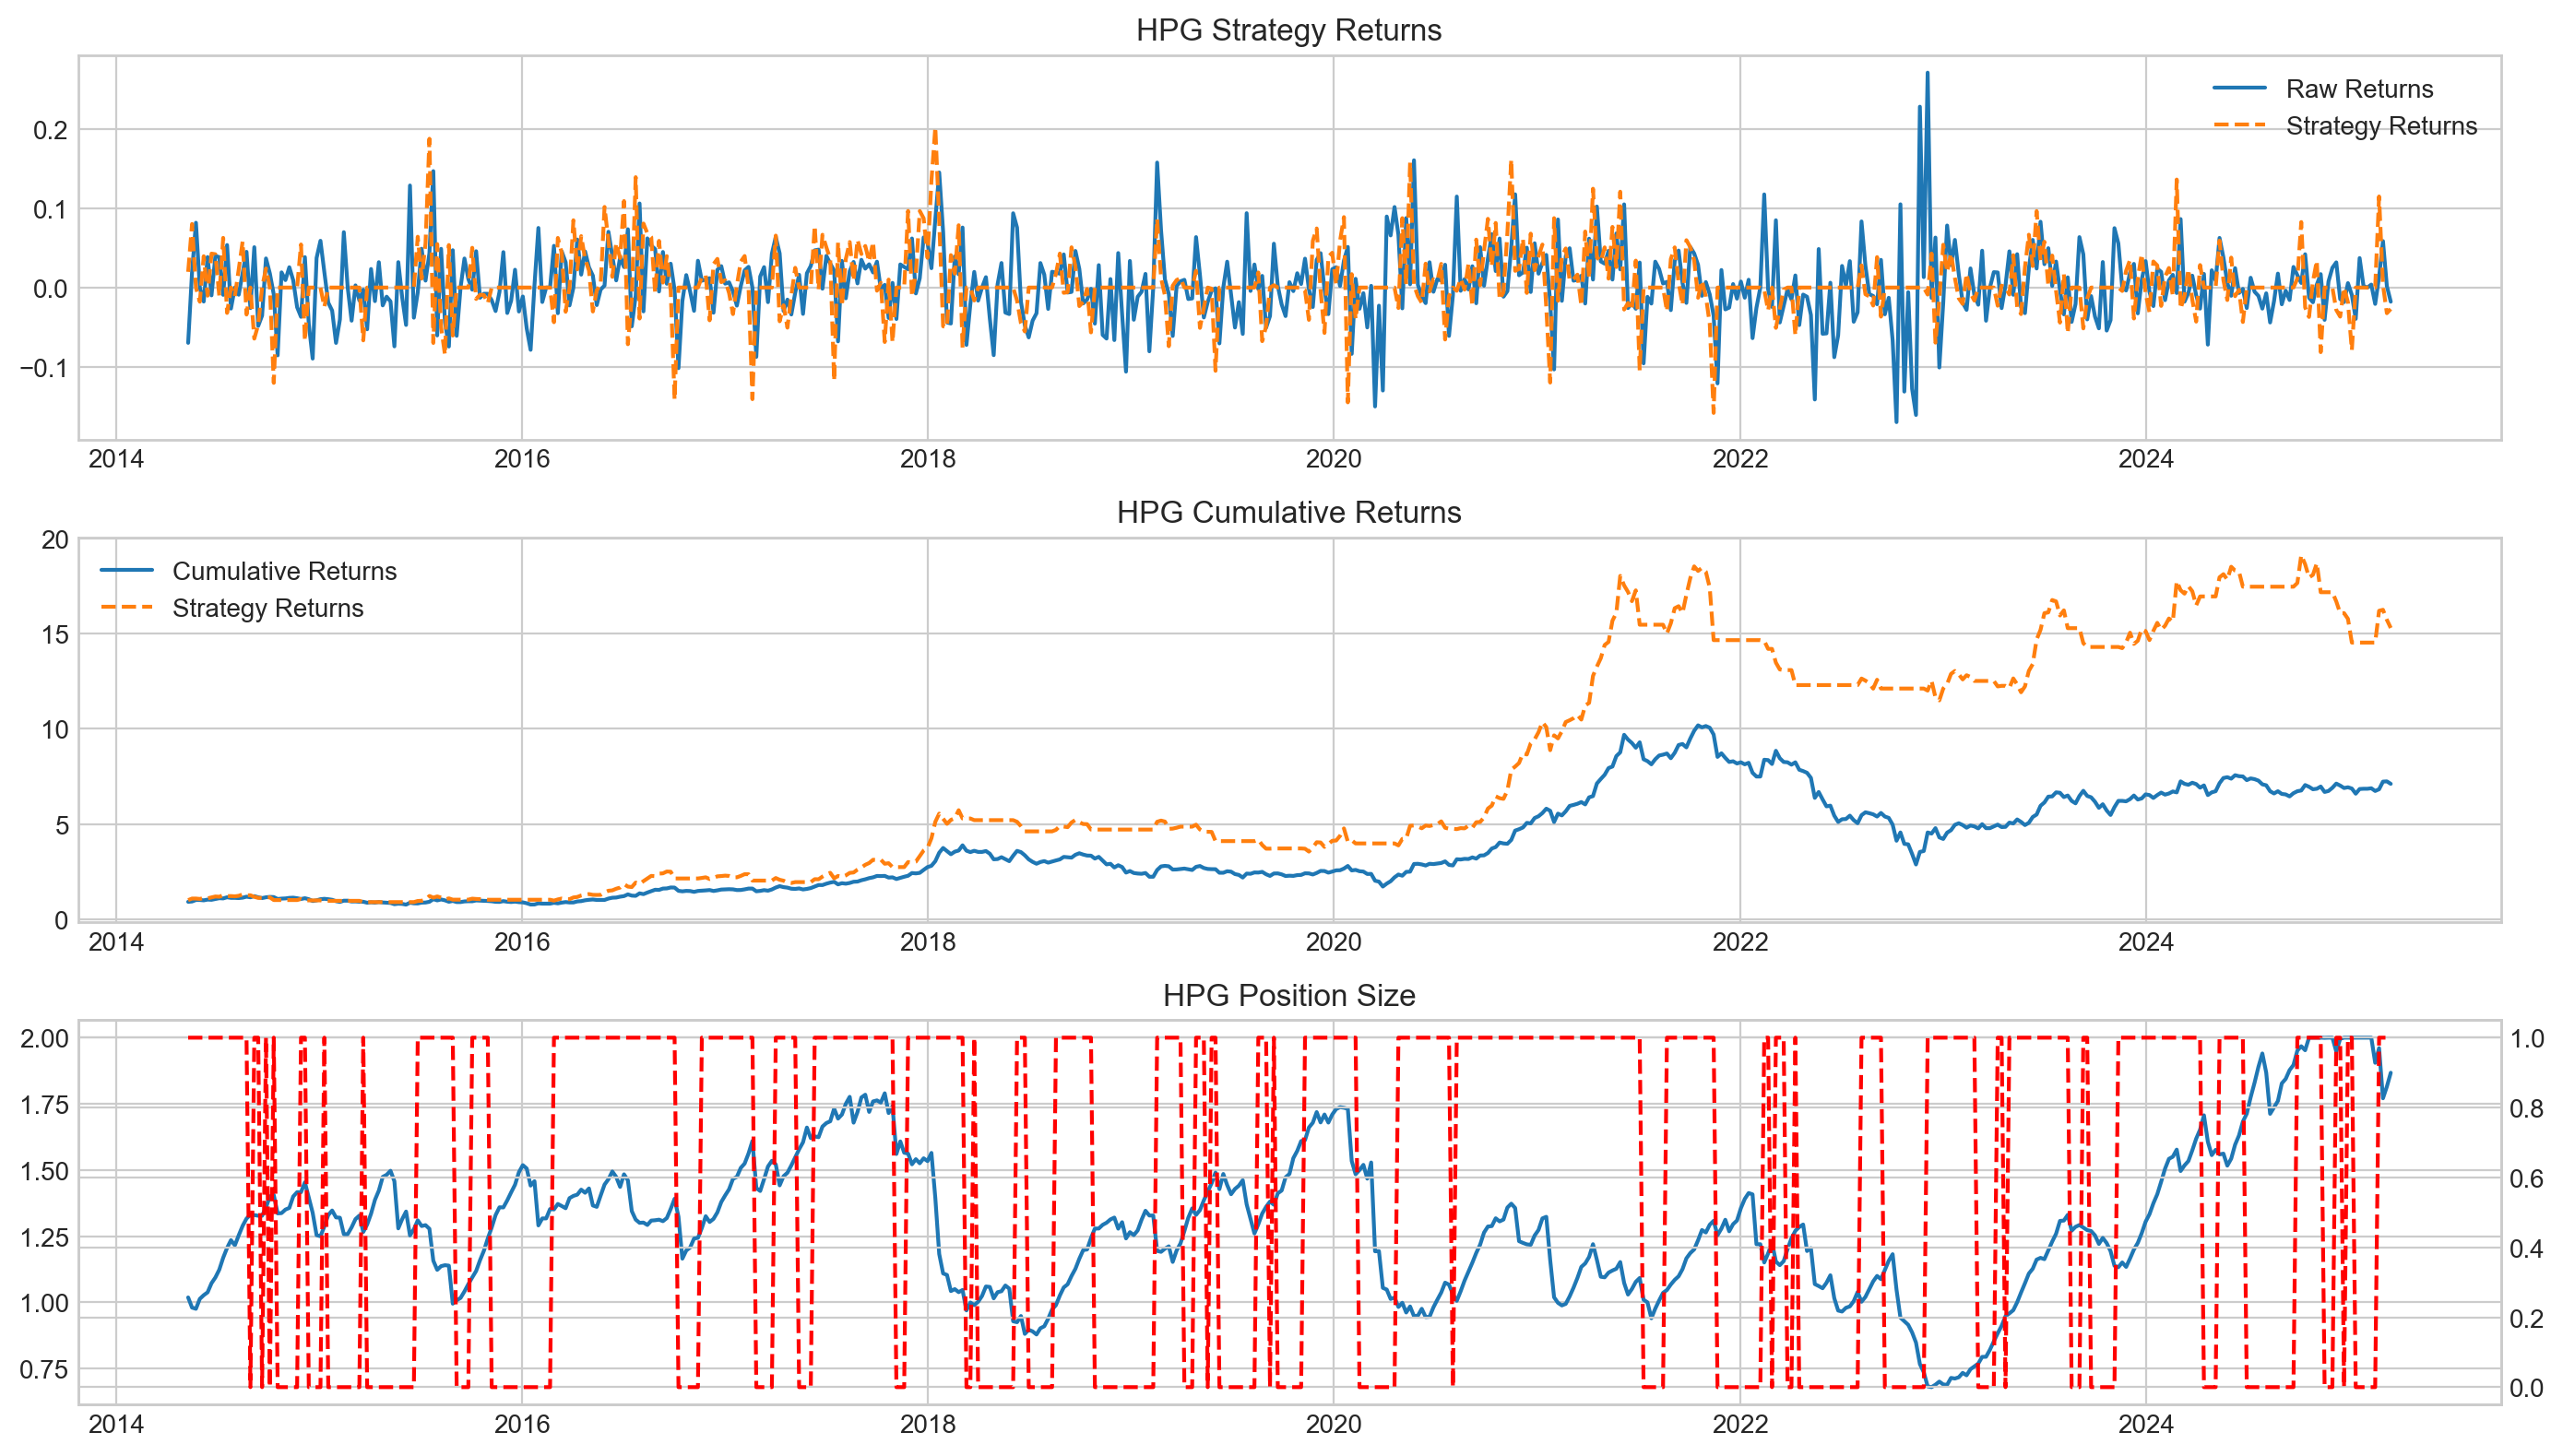 HPG Strategy Returns
Raw Returns
Strategy Returns
0.2
0.1
0.0
−0.1
2014 2016 2018 2020 2022 2024
HPG Cumulative Returns
Cumulative Returns
Strategy Returns
20
15
10
5
0
2014 2016 2018 2020 2022 2024
HPG Position Size
2.00 1.0
1.75 0.8
1.50 0.6
1.25 0.4
1.00 0.2
0.75 0.0
2014 2016 2018 2020 2022 2024